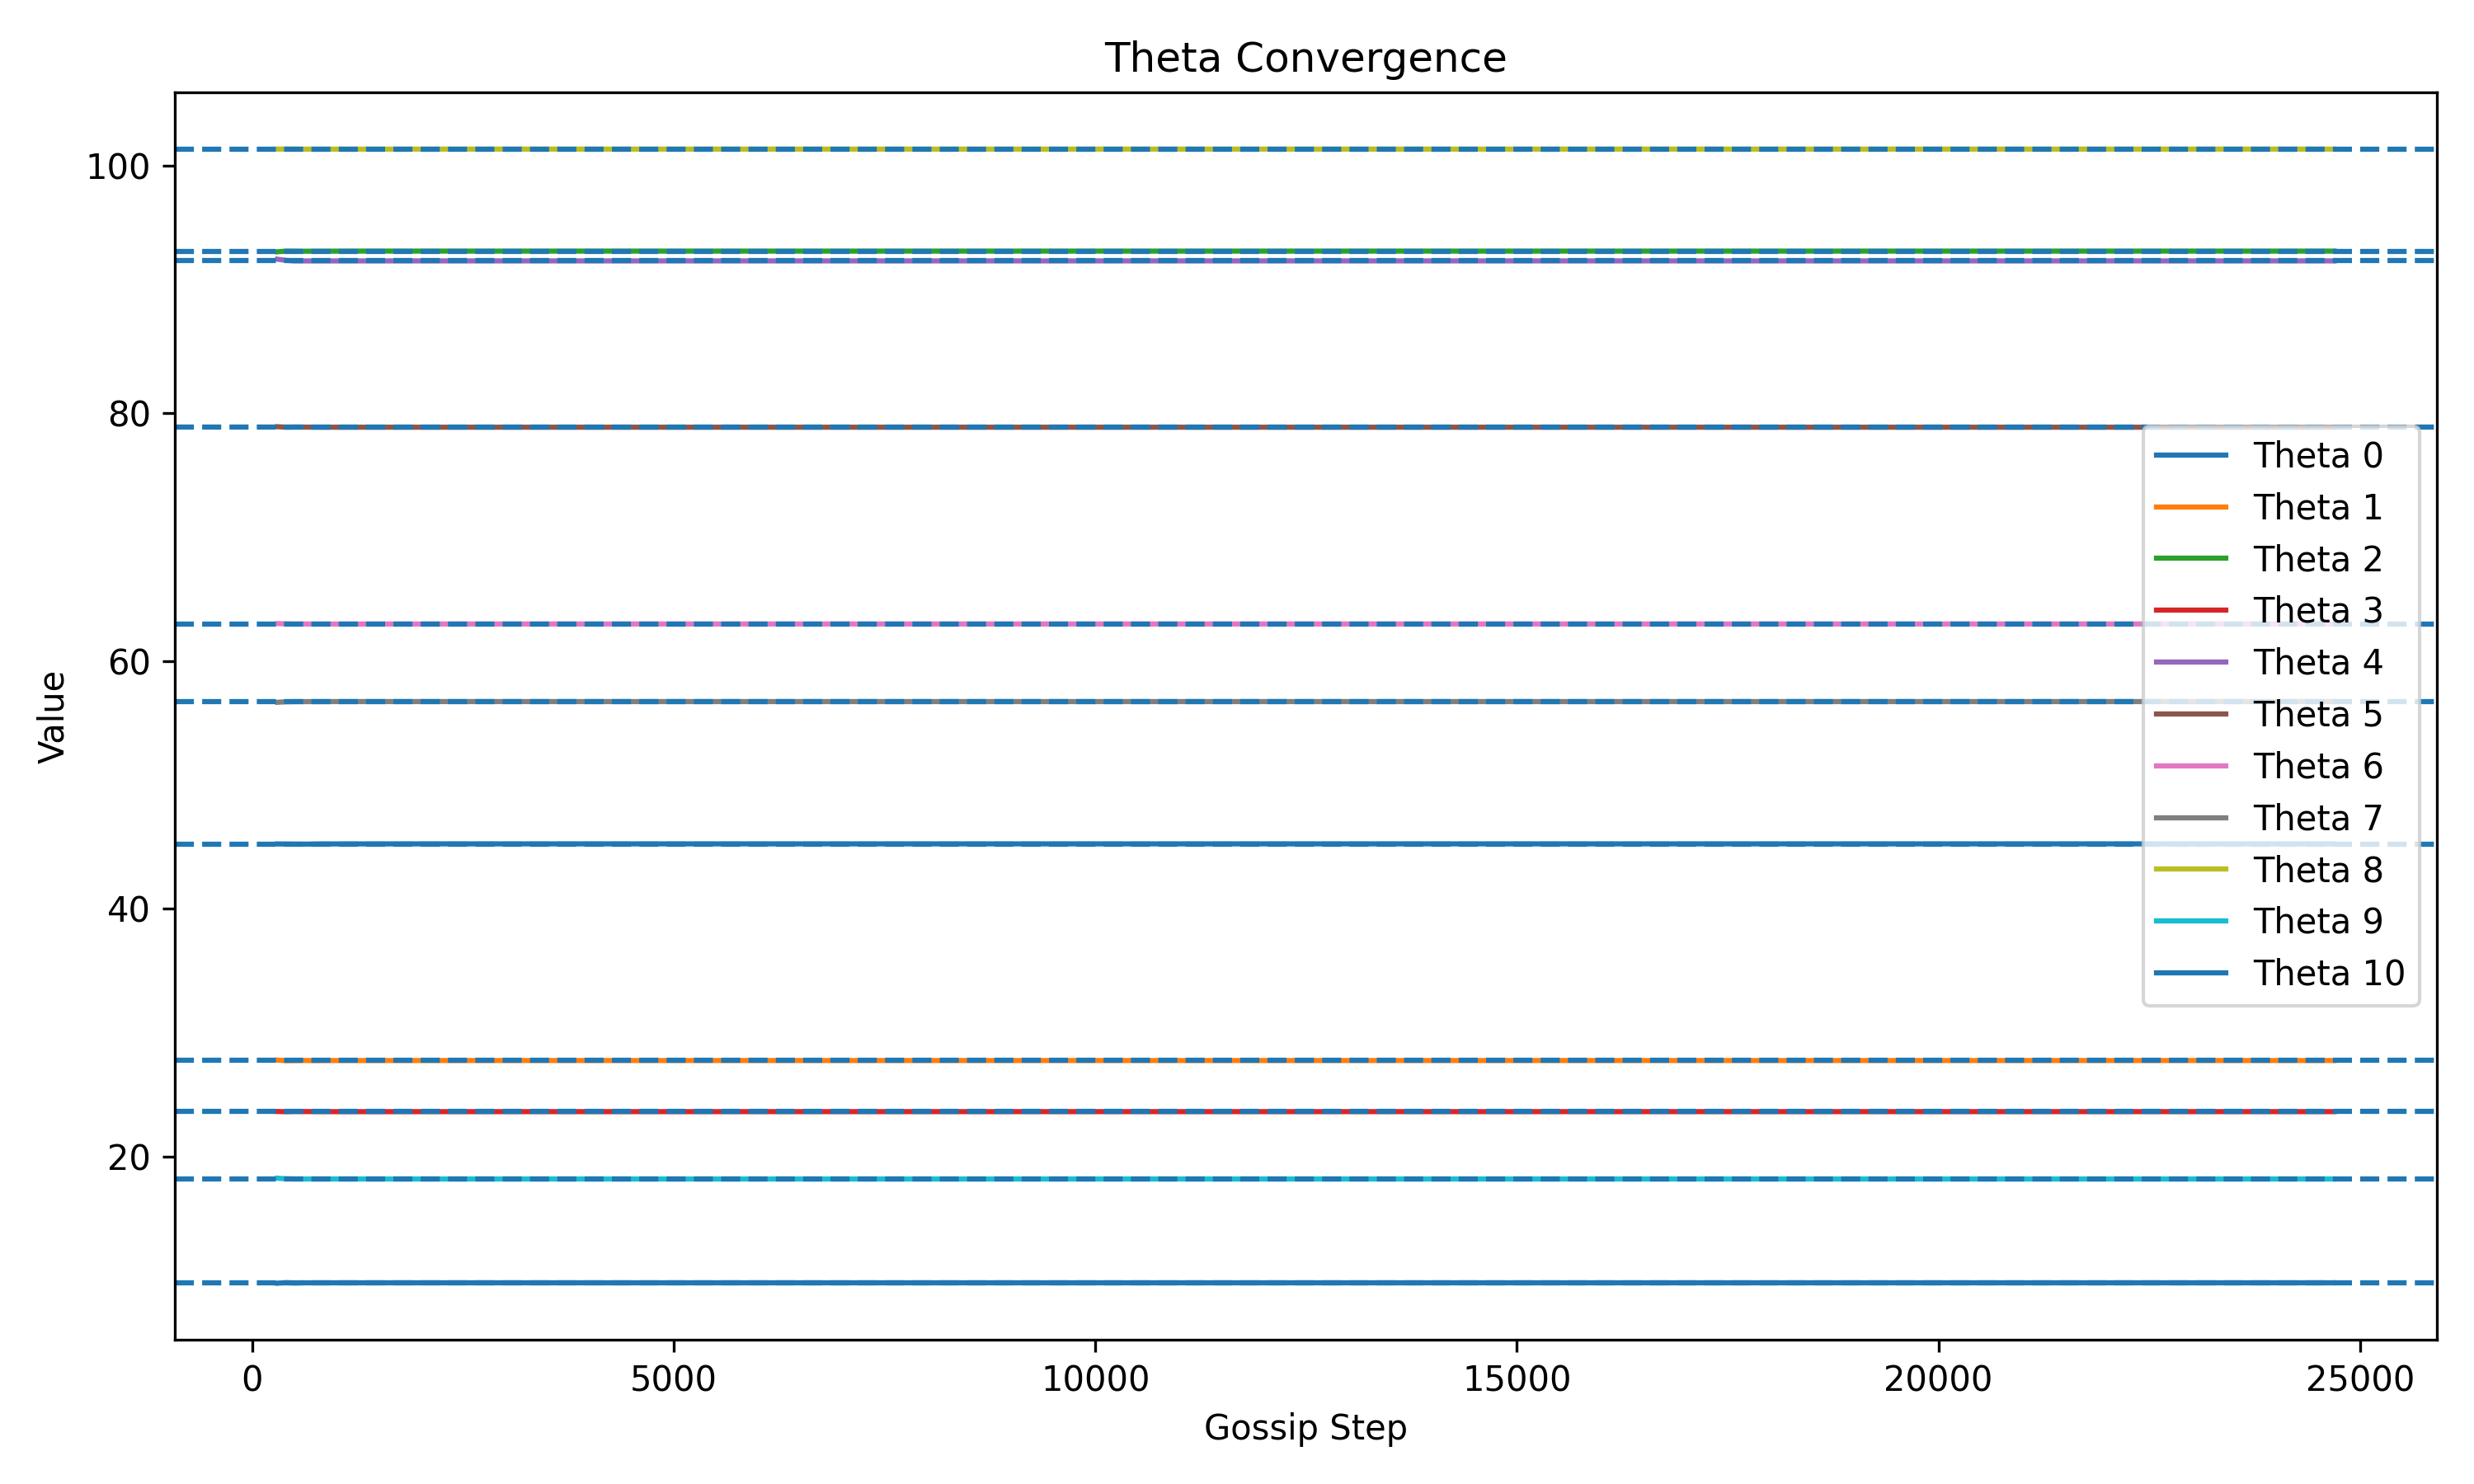 Theta Convergence
100
80
60
40
20
Value
Theta 0
Theta 1
Theta 2
Theta 3
Theta 4
Theta 5
Theta 6
Theta 7
Theta 8
Theta 9
Theta 10
0 5000 10000 15000 20000 25000
Gossip Step